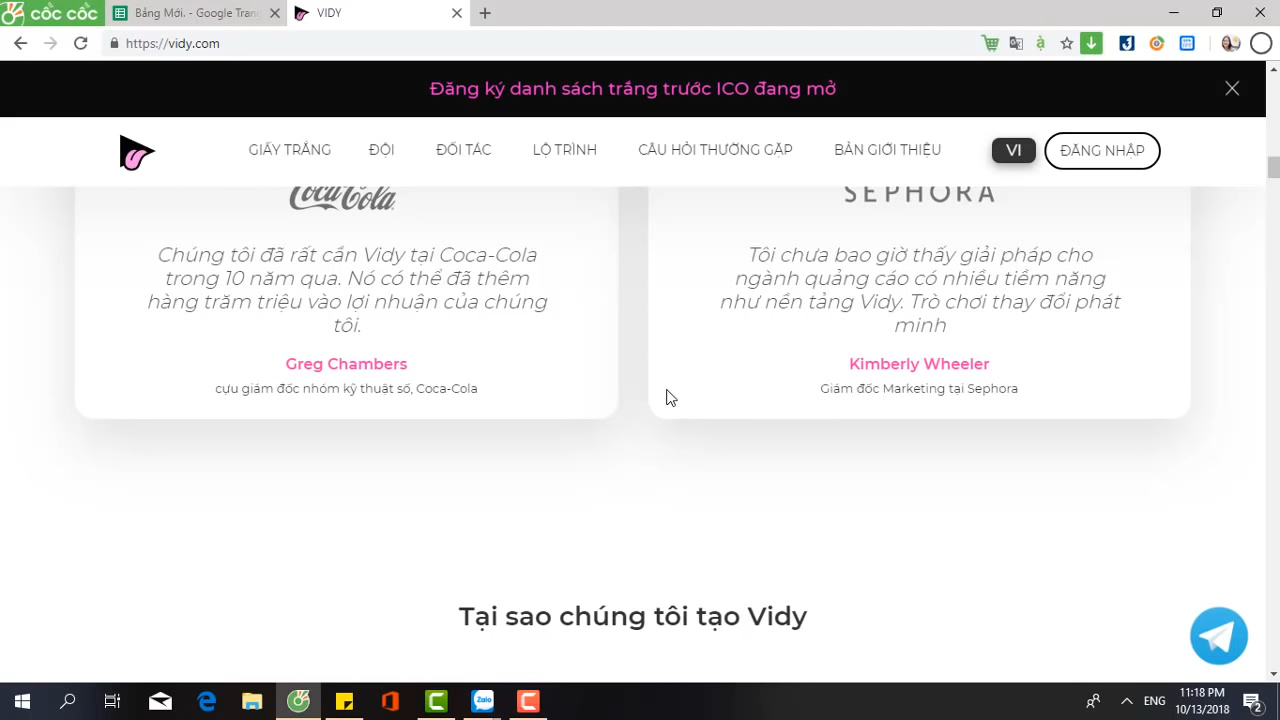 cốc cốc
Bảng Mới. - Google Trang
VIDY
https://vidy.com
Đăng ký danh sách trắng trước ICO đang mở
GIẤY TRẮNG
ĐỘI
ĐỐI TÁC
LỘ TRÌNH
CÂU HỎI THƯỜNG GẶP
BẢN GIỚI THIỆU
VI
ĐĂNG NHẬP
Coca-Cola
SEPHORA
Chúng tôi đã rất cần Vidy tại Coca-Cola
trong 10 năm qua. Nó có thể đã thêm
hàng trăm triệu vào lợi nhuận của chúng
tôi.
Greg Chambers
cựu giám đốc nhóm kỹ thuật số, Coca-Cola
Tôi chưa bao giờ thấy giải pháp cho
ngành quảng cáo có nhiều tiềm năng
như nền tảng Vidy. Trò chơi thay đổi phát
minh
Kimberly Wheeler
Giám đốc Marketing tại Sephora
Tại sao chúng tôi tạo Vidy
Zalo
ENG
11:18 PM
10/13/2018
2